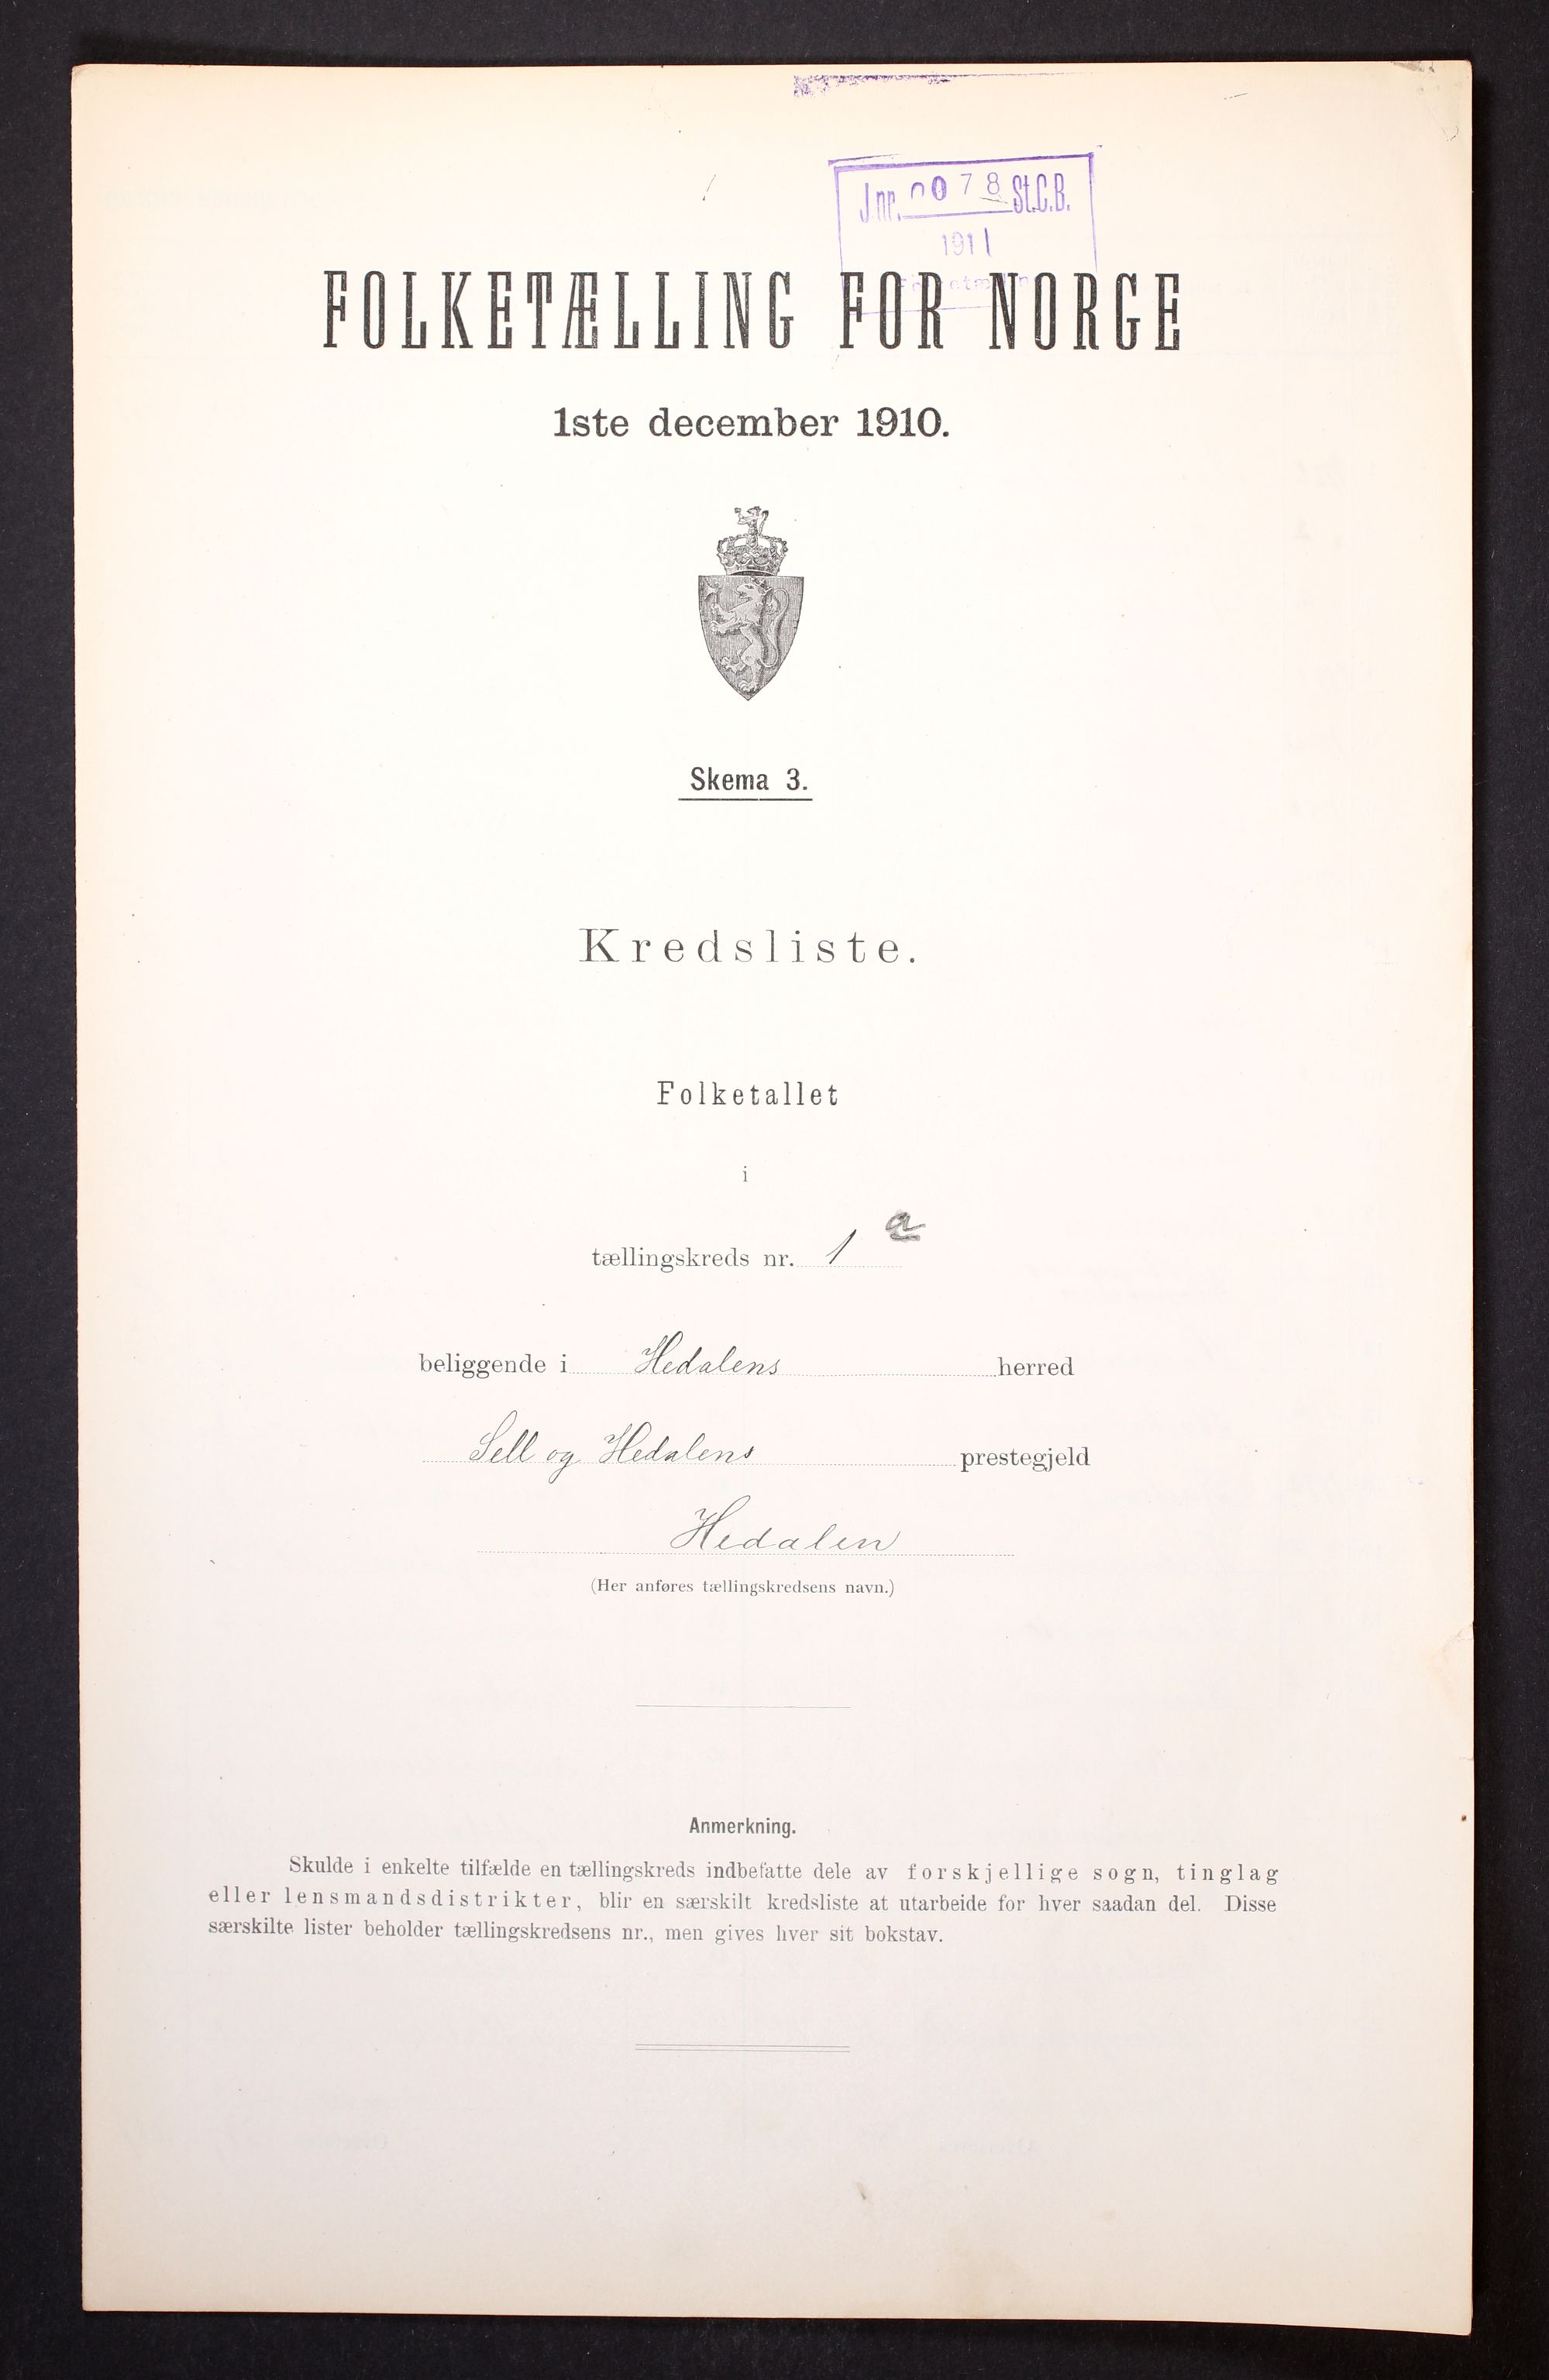 Jnr. 0078 St.C.B.
1911
FOLKETÆLLING FOR NORGE
1ste december 1910.
Skema 3.
Kredsliste.
Folketallet
i
tællingskreds nr. 1 a
beliggende i Hedalens herred
Sell og Hedalens prestegjeld
Hedalen
(Her anføres tællingskredsens navn.)
Anmerkning.
Skulde i enkelte tilfælde en tællingskreds indbefatte dele av forskjellige sogn, tinglag
eller lensmandsdistrikter, blir en særskilt kredsliste at utarbeide for hver saadan del. Disse
særskilte lister beholder tællingskredsens nr., men gives hver sit bokstav.